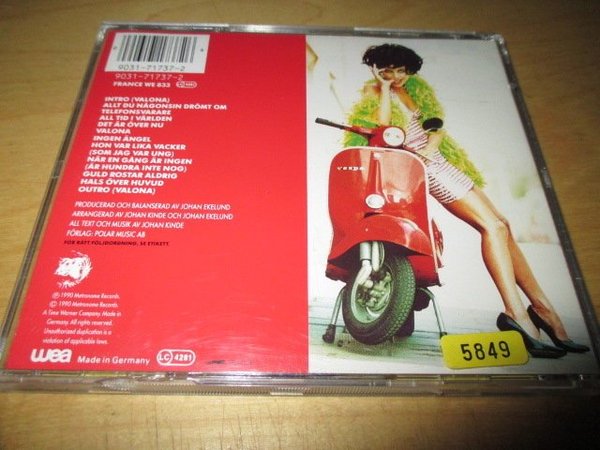 9031-71737-2
9031-71737-2
FRANCE WE 833 LC 4281
INTRO (VALONA)
ALLT DU NÅGONSIN DRÖMT OM
TELEFONSVARARE
ALL TID I VÄRLDEN
DET ÄR ÖVER NU
VALONA
INGEN ÄNGEL
HON VAR LIKA VACKER
(SOM JAG VAR UNG)
NÄR EN GÅNG ÄR INGEN
(ÄR HUNDRA INTE NOG)
GULD ROSTAR ALDRIG
HALS ÖVER HUVUD
OUTRO (VALONA)
PRODUCERAD OCH BALANSERAD AV JOHAN EKELUND
ARRANGERAD AV JOHAN KINDE OCH JOHAN EKELUND
ALL TEXT OCH MUSIK AV JOHAN KINDE
FÖRLAG: POLAR MUSIC AB
FÖR RÄTT FÖLJDORDNING, SE ETIKETT
℗ 1990 Metronome Records.
© 1990 Metronome Records.
A Time Warner Company. Made in
Germany. All rights reserved.
Unauthorized duplication is a
violation of applicable laws.
wea Made in Germany LC 4281
vespa
5849